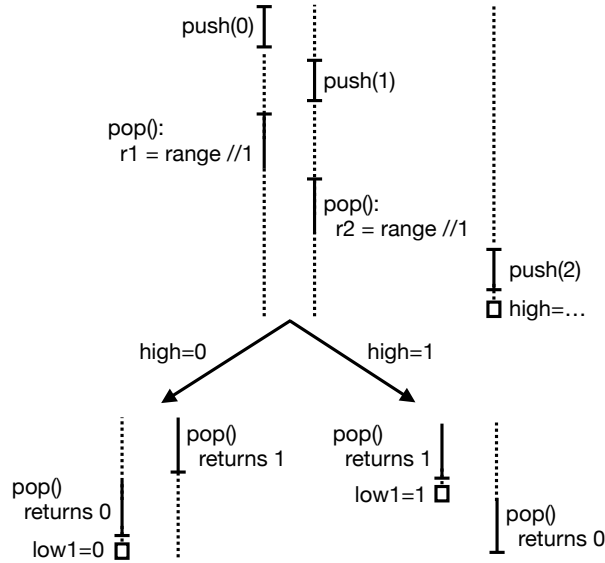 push(0)
push(1)
pop():
r1 = range //1
pop():
r2 = range //1
push(2)
high=…
high=0
high=1
pop()
returns 1
pop()
returns 1
pop()
returns 0
low1=1
pop()
returns 0
low1=0